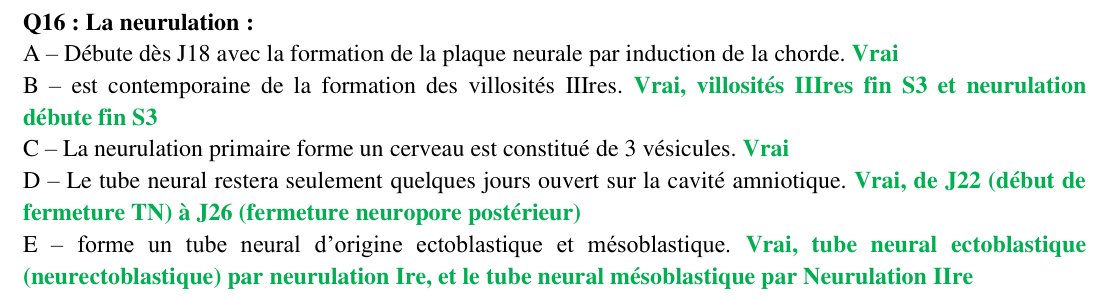 Q16 : La neurulation :
A – Débute dès J18 avec la formation de la plaque neurale par induction de la chorde. Vrai
B – est contemporaine de la formation des villosités IIIres. Vrai, villosités IIIres fin S3 et neurulation
débute fin S3
C – La neurulation primaire forme un cerveau est constitué de 3 vésicules. Vrai
D – Le tube neural restera seulement quelques jours ouvert sur la cavité amniotique. Vrai, de J22 (début de
fermeture TN) à J26 (fermeture neuropore postérieur)
E – forme un tube neural d’origine ectoblastique et mésoblastique. Vrai, tube neural ectoblastique
(neurectoblastique) par neurulation Ire, et le tube neural mésoblastique par Neurulation IIre